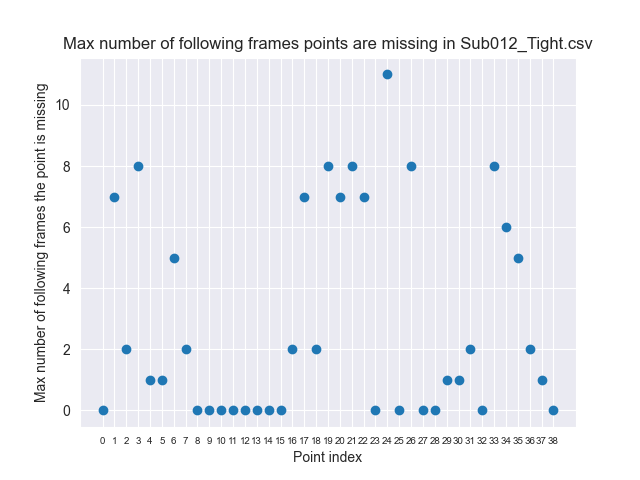 Max number of following frames points are missing in Sub012_Tight.csv
Max number of following frames the point is missing
10
8
6
4
2
0
0 1 2 3 4 5 6 7 8 9 10 11 12 13 14 15 16 17 18 19 20 21 22 23 24 25 26 27 28 29 30 31 32 33 34 35 36 37 38
Point index